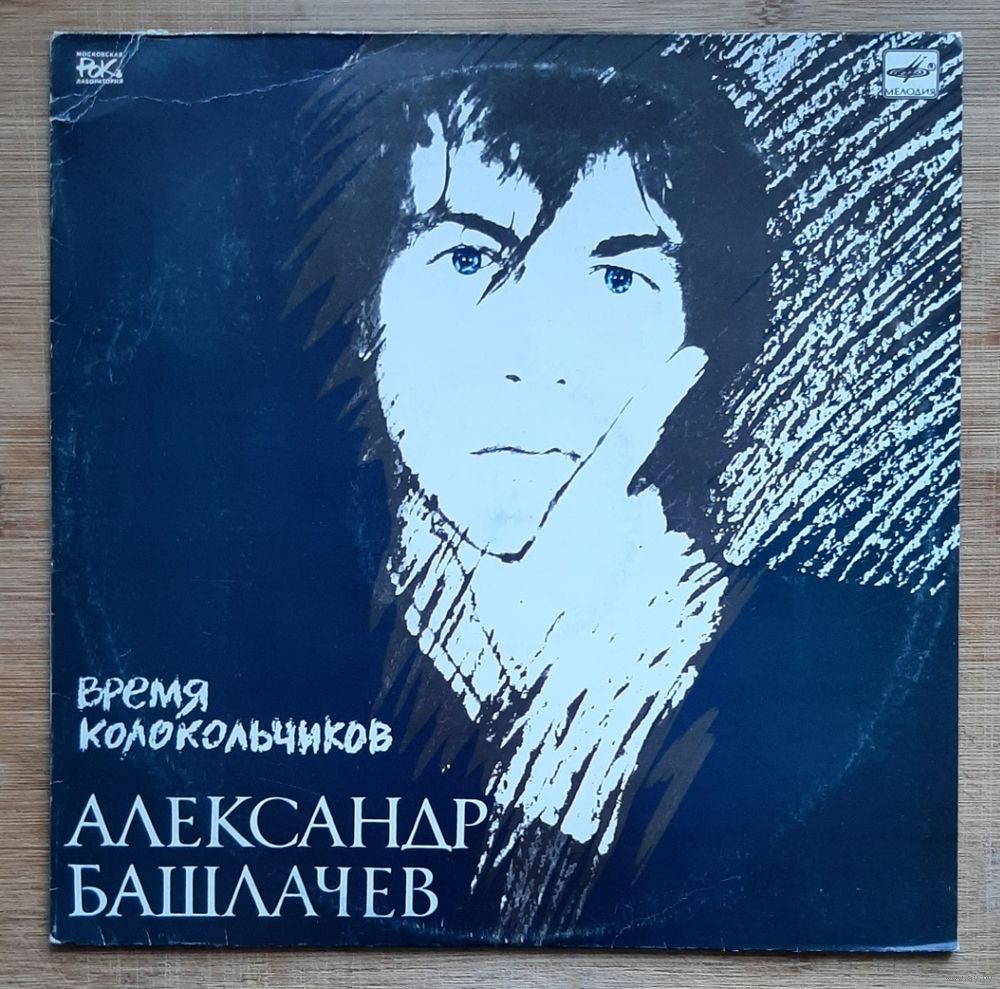 МОСКОВСКАЯ
РОК
ЛАБОРАТОРИЯ
МЕЛОДИЯ
ВРЕМЯ
КОЛОКОЛЬЧИКОВ
АЛЕКСАНДР
БАШЛАЧЕВ